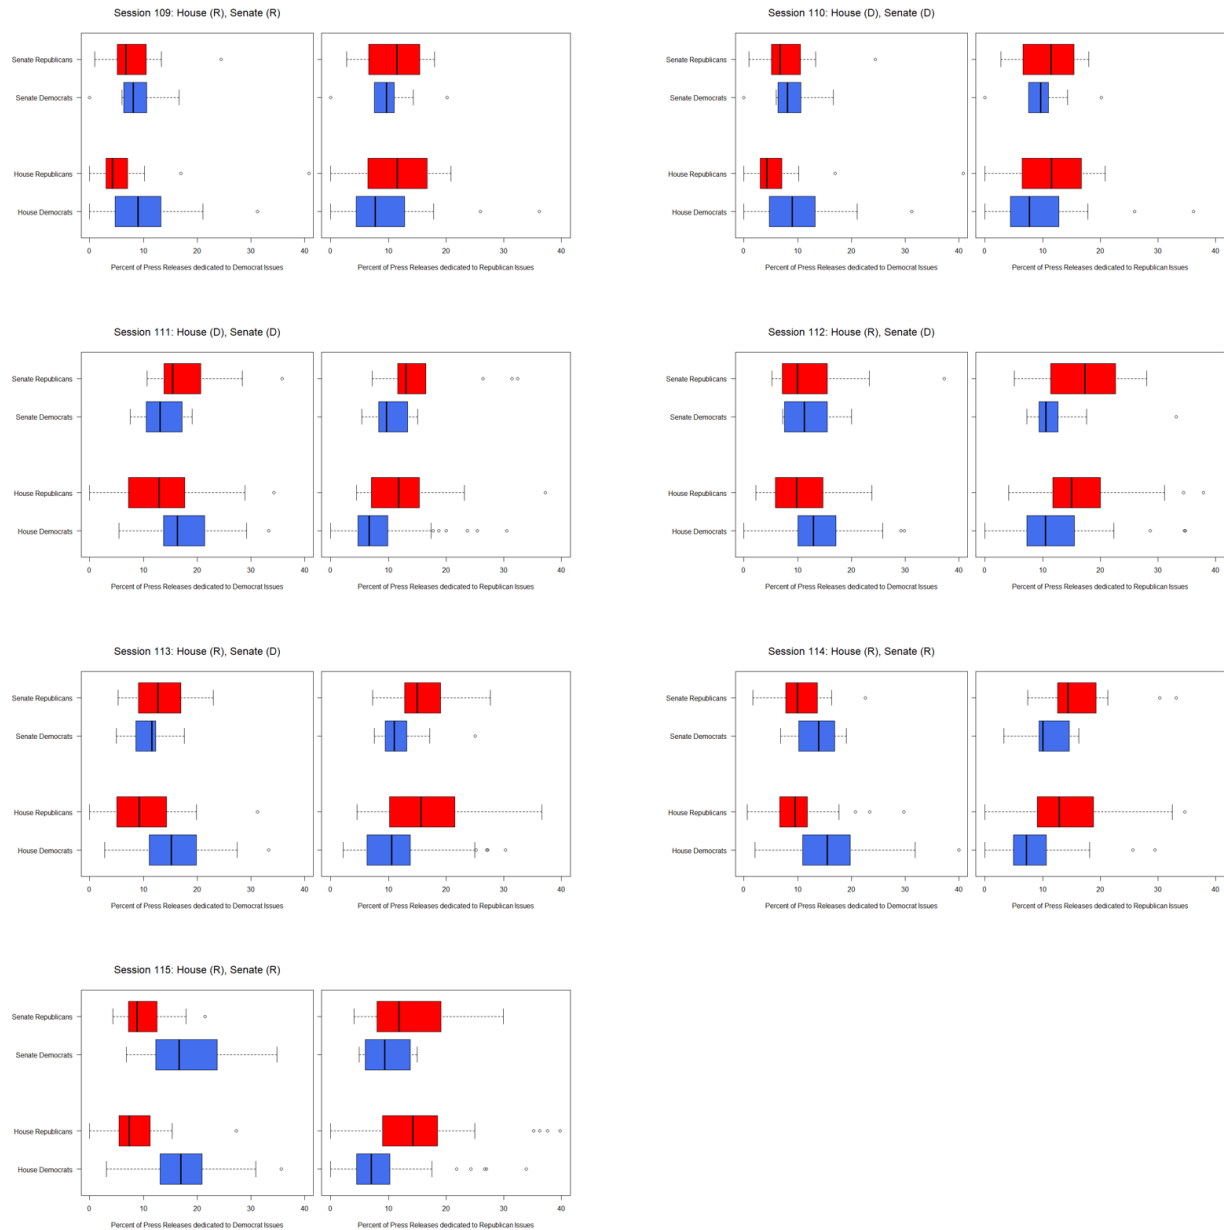 Session 109: House (R), Senate (R)
Senate Republicans
Senate Democrats
House Republicans
House Democrats
0 10 20 30 40 0 10 20 30 40
Percent of Press Releases dedicated to Democrat Issues Percent of Press Releases dedicated to Republican Issues
Session 110: House (D), Senate (D)
Senate Republicans
Senate Democrats
House Republicans
House Democrats
0 10 20 30 40 0 10 20 30 40
Percent of Press Releases dedicated to Democrat Issues Percent of Press Releases dedicated to Republican Issues
Session 111: House (D), Senate (D)
Senate Republicans
Senate Democrats
House Republicans
House Democrats
0 10 20 30 40 0 10 20 30 40
Percent of Press Releases dedicated to Democrat Issues Percent of Press Releases dedicated to Republican Issues
Session 112: House (R), Senate (D)
Senate Republicans
Senate Democrats
House Republicans
House Democrats
0 10 20 30 40 0 10 20 30 40
Percent of Press Releases dedicated to Democrat Issues Percent of Press Releases dedicated to Republican Issues
Session 113: House (R), Senate (D)
Senate Republicans
Senate Democrats
House Republicans
House Democrats
0 10 20 30 40 0 10 20 30 40
Percent of Press Releases dedicated to Democrat Issues Percent of Press Releases dedicated to Republican Issues
Session 114: House (R), Senate (R)
Senate Republicans
Senate Democrats
House Republicans
House Democrats
0 10 20 30 40 0 10 20 30 40
Percent of Press Releases dedicated to Democrat Issues Percent of Press Releases dedicated to Republican Issues
Session 115: House (R), Senate (R)
Senate Republicans
Senate Democrats
House Republicans
House Democrats
0 10 20 30 40 0 10 20 30 40
Percent of Press Releases dedicated to Democrat Issues Percent of Press Releases dedicated to Republican Issues